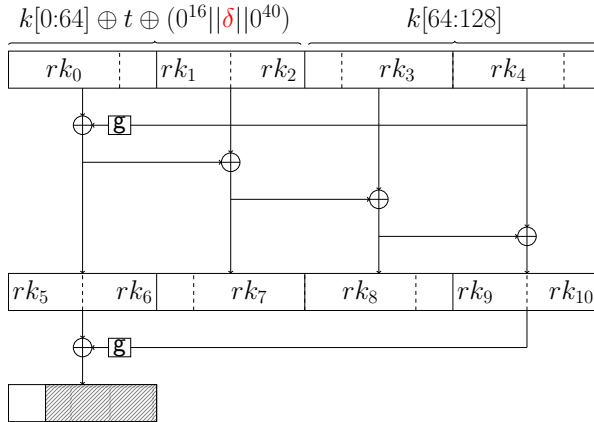 k[0:64] ⊕ t ⊕ (0^16||δ||0^40) k[64:128]
rk_0 rk_1 rk_2 rk_3 rk_4
g
rk_5 rk_6 rk_7 rk_8 rk_9 rk_10
g